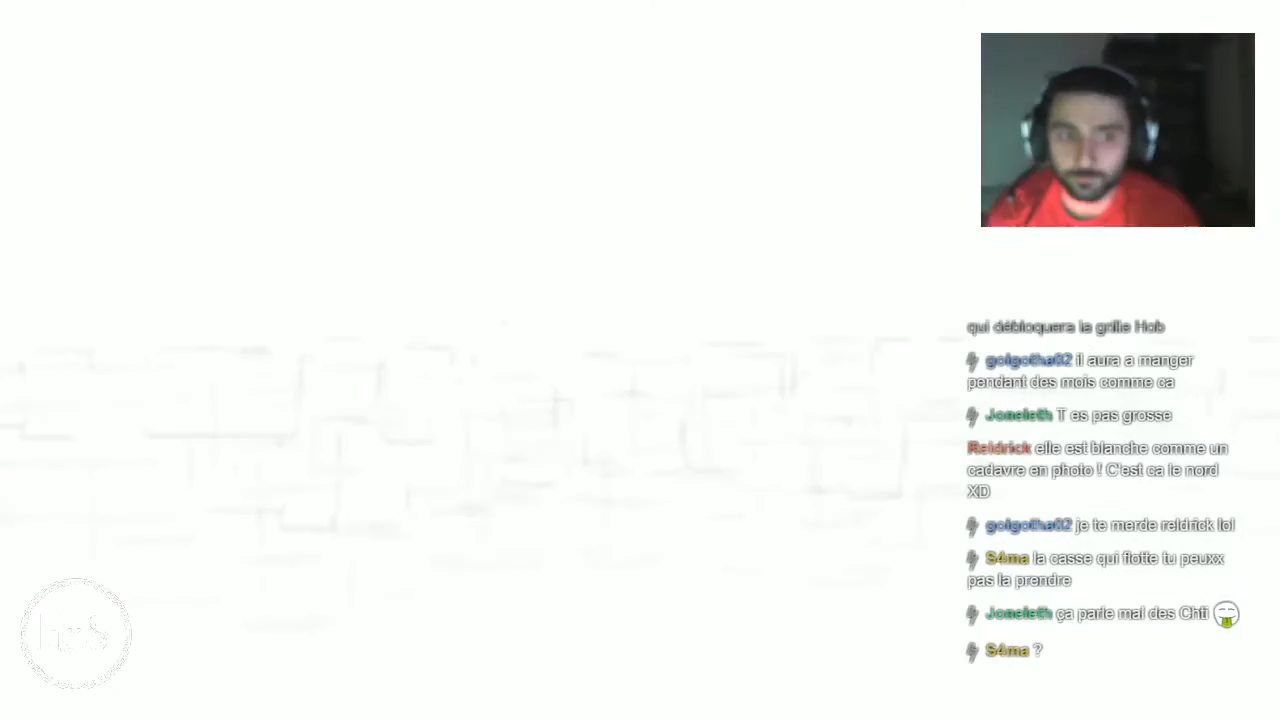 qui débloquera la grille Hob
golgotha02 il aura a manger
pendant des mois comme ca
Joneleth T es pas grosse
Reldrick elle est blanche comme un
cadavre en photo ! C'est ca le nord
XD
golgotha02 je te merde reldrick lol
S4ma la casse qui flotte tu peuxx
pas la prendre
Joneleth ça parle mal des Chti
S4ma ?